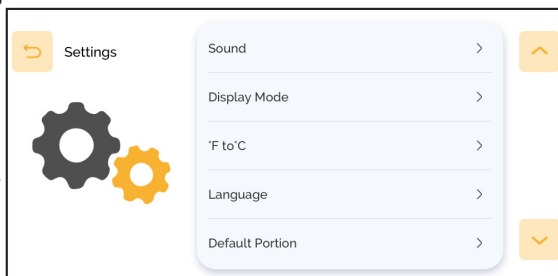 Settings
Sound
Display Mode
°F to°C
Language
Default Portion